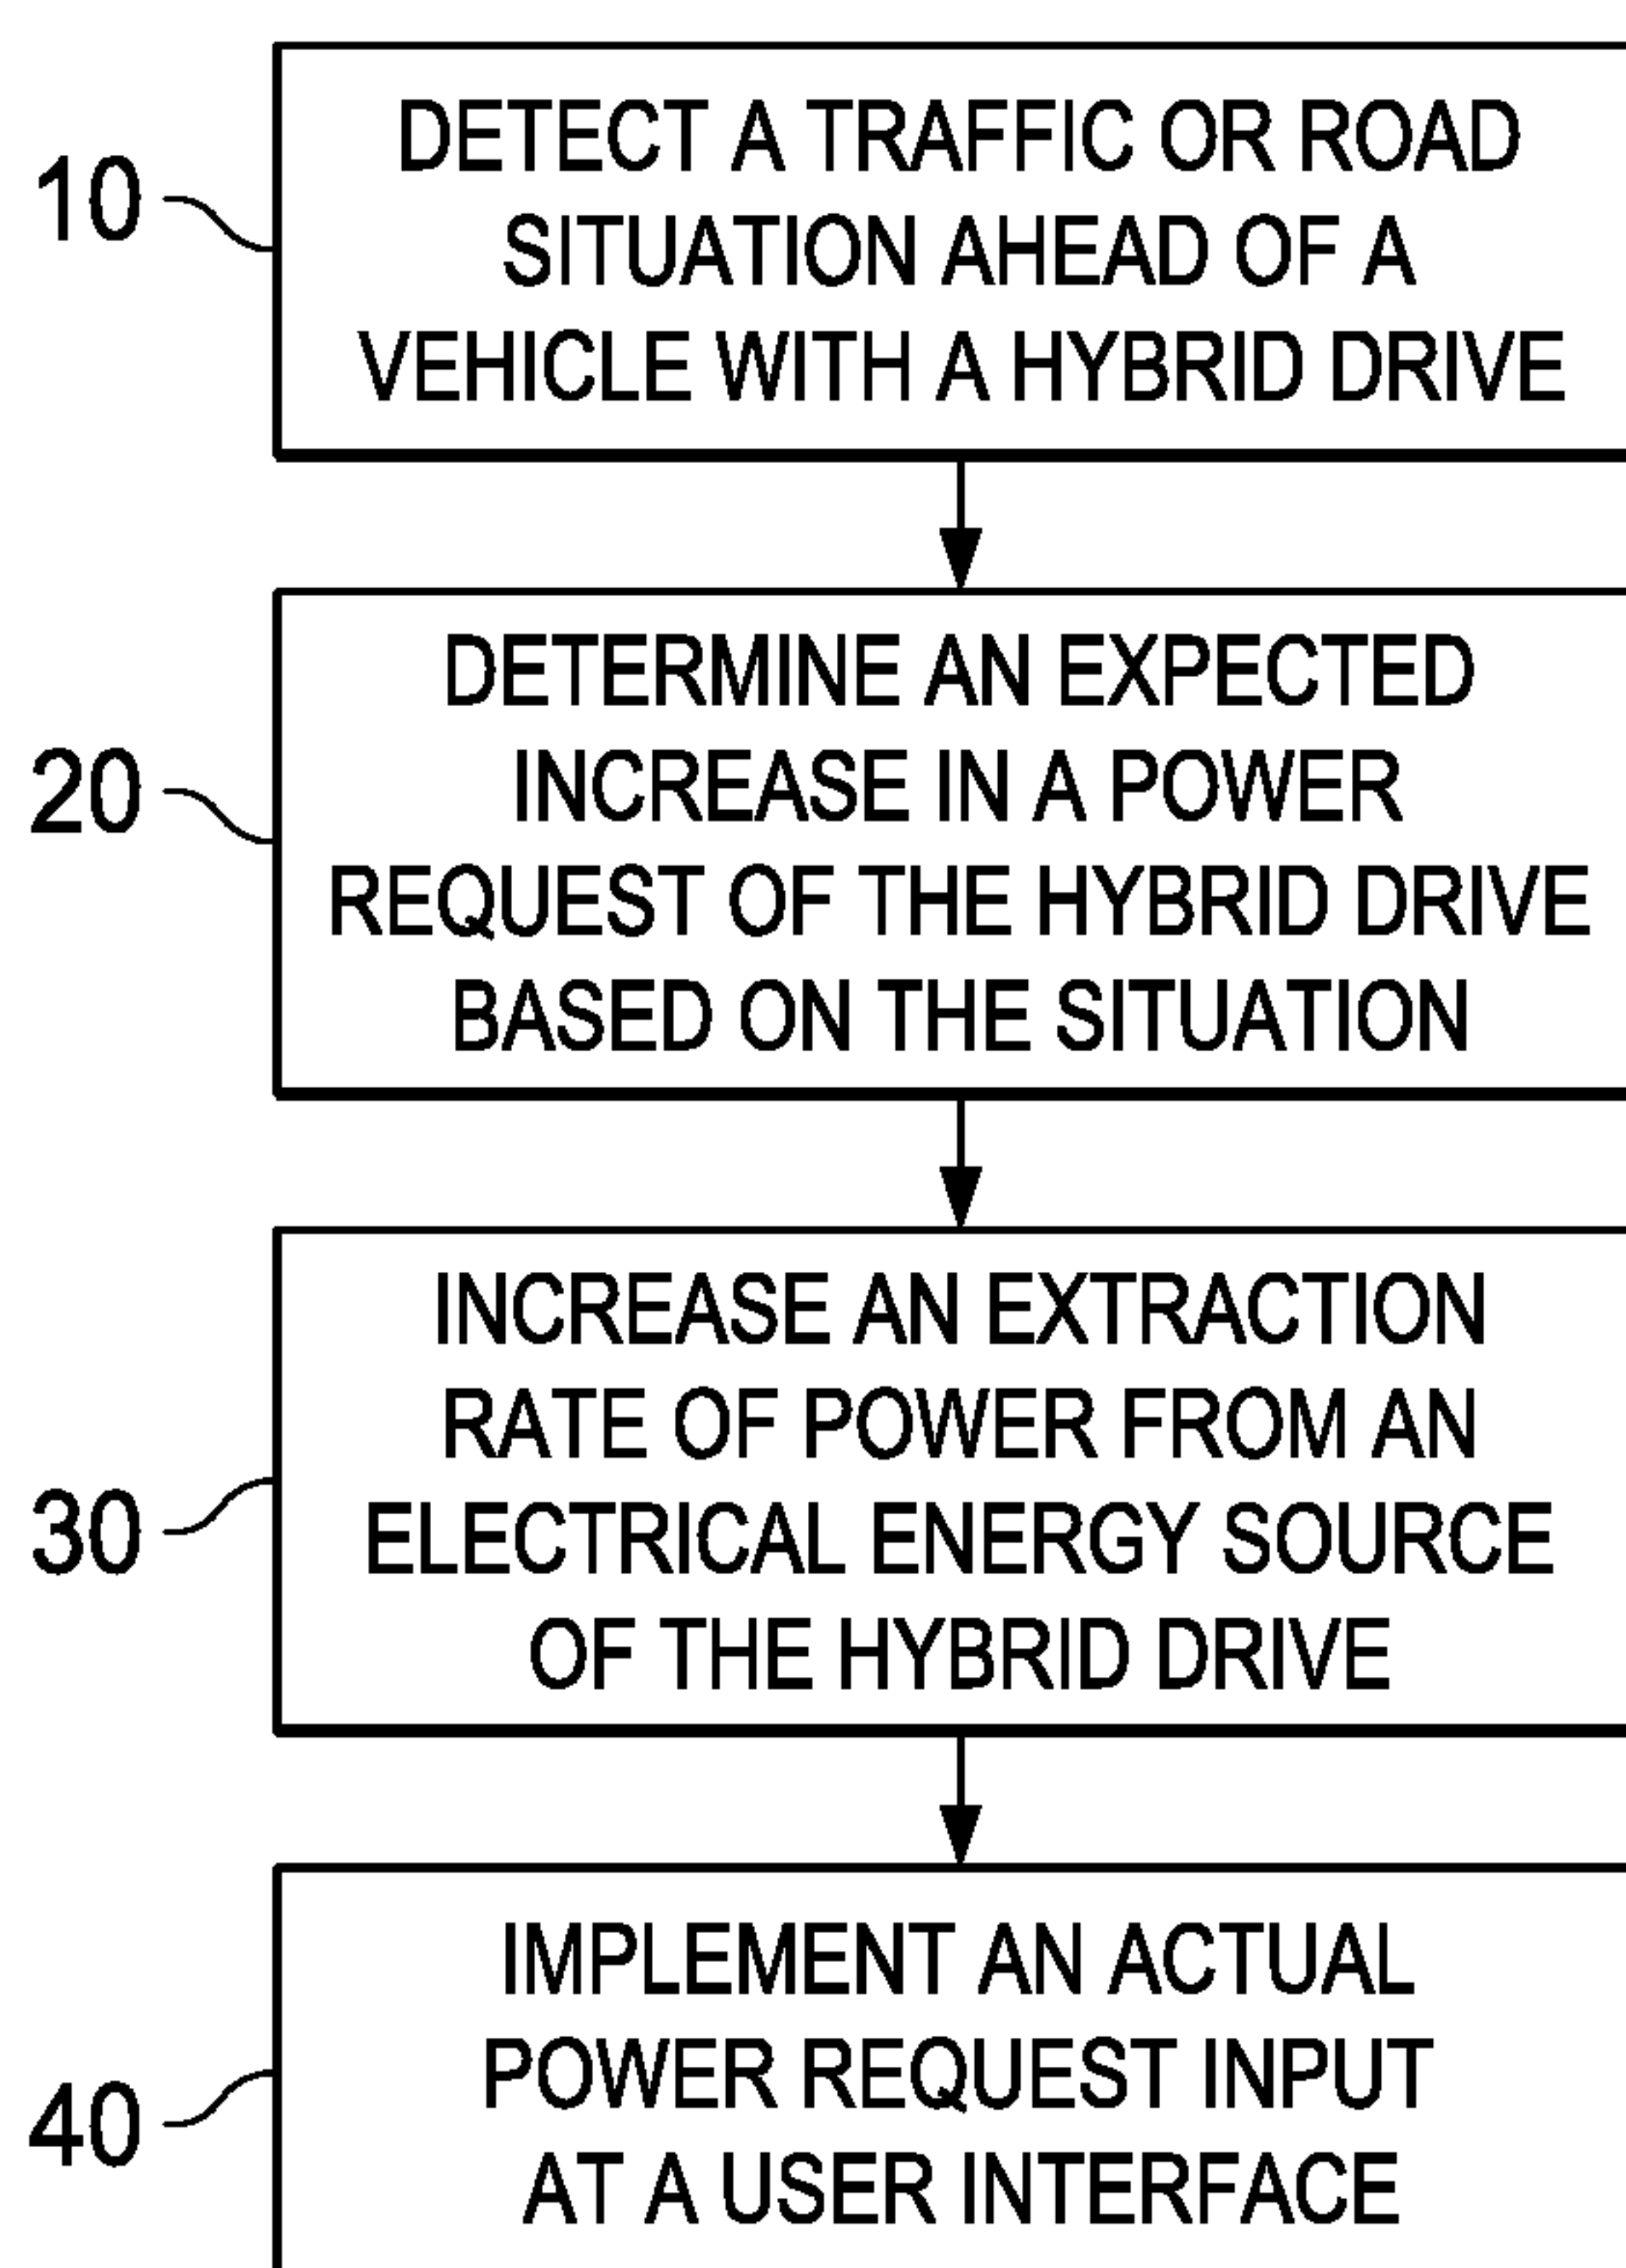 10
DETECT A TRAFFIC OR ROAD
SITUATION AHEAD OF A
VEHICLE WITH A HYBRID DRIVE
20
DETERMINE AN EXPECTED
INCREASE IN A POWER
REQUEST OF THE HYBRID DRIVE
BASED ON THE SITUATION
30
INCREASE AN EXTRACTION
RATE OF POWER FROM AN
ELECTRICAL ENERGY SOURCE
OF THE HYBRID DRIVE
40
IMPLEMENT AN ACTUAL
POWER REQUEST INPUT
AT A USER INTERFACE